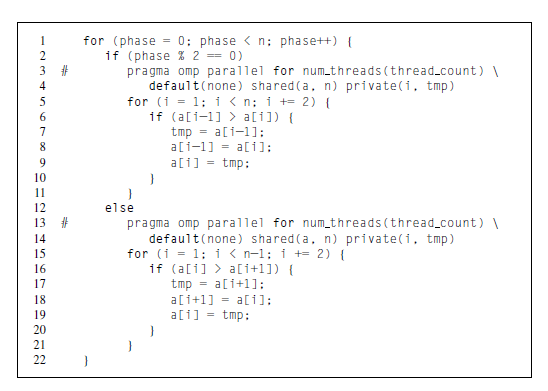 1 for (phase = 0; phase < n; phase++) {
2 if (phase % 2 == 0)
3 # pragma omp parallel for num_threads(thread_count) \
4 default(none) shared(a, n) private(i, tmp)
5 for (i = 1; i < n; i += 2) {
6 if (a[i-1] > a[i]) {
7 tmp = a[i-1];
8 a[i-1] = a[i];
9 a[i] = tmp;
10 }
11 }
12 else
13 # pragma omp parallel for num_threads(thread_count) \
14 default(none) shared(a, n) private(i, tmp)
15 for (i = 1; i < n-1; i += 2) {
16 if (a[i] > a[i+1]) {
17 tmp = a[i+1];
18 a[i+1] = a[i];
19 a[i] = tmp;
20 }
21 }
22 }